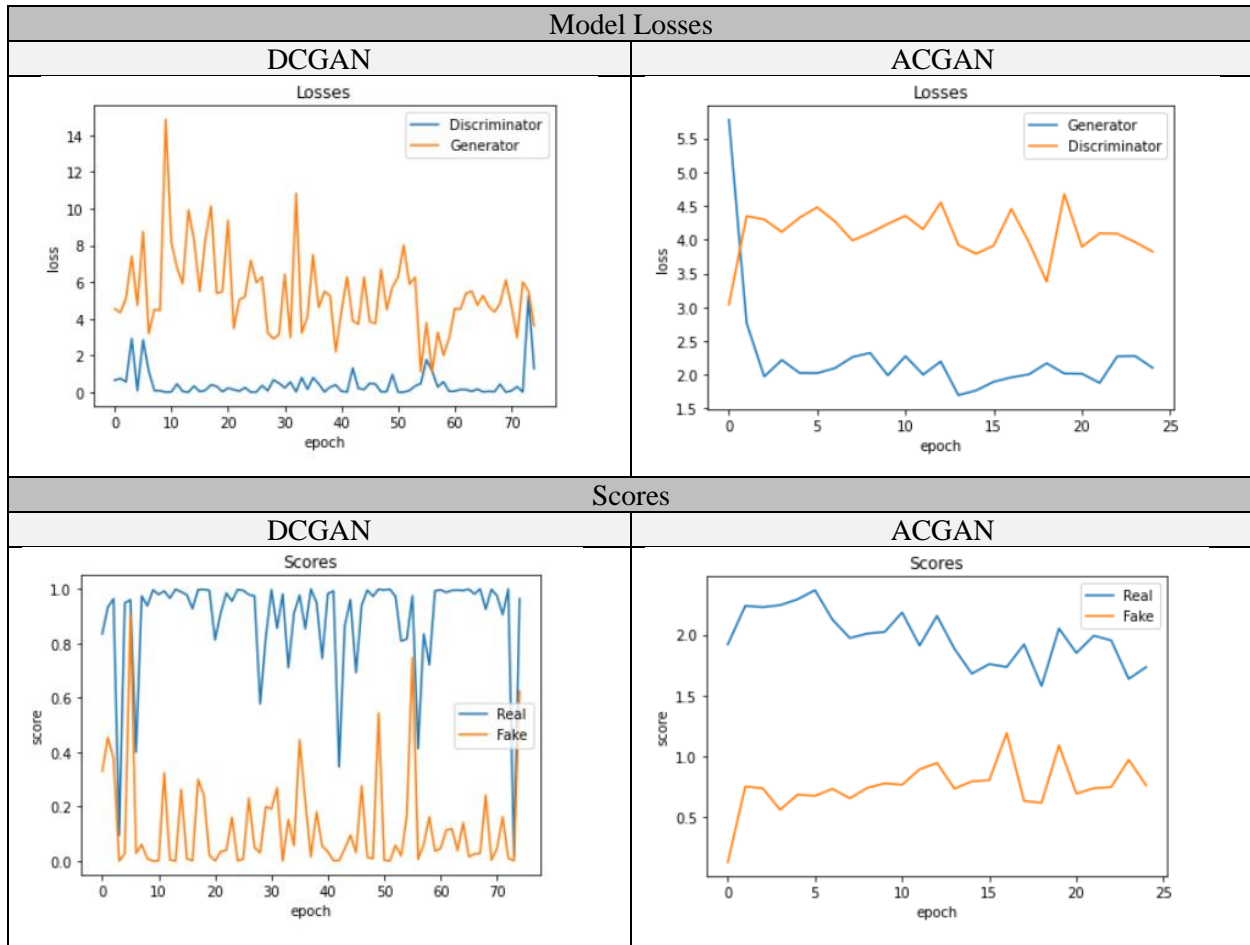 Model Losses
DCGAN
ACGAN
Losses
Discriminator
Generator
14
12
10
8
6
4
2
0
loss
0 10 20 30 40 50 60 70
epoch
Losses
Generator
Discriminator
5.5
5.0
4.5
4.0
3.5
3.0
2.5
2.0
1.5
loss
0 5 10 15 20 25
epoch
Scores
DCGAN
ACGAN
Scores
1.0
0.8
0.6
0.4
0.2
0.0
score
Real
Fake
0 10 20 30 40 50 60 70
epoch
Scores
Real
Fake
2.0
1.5
1.0
0.5
score
0 5 10 15 20 25
epoch